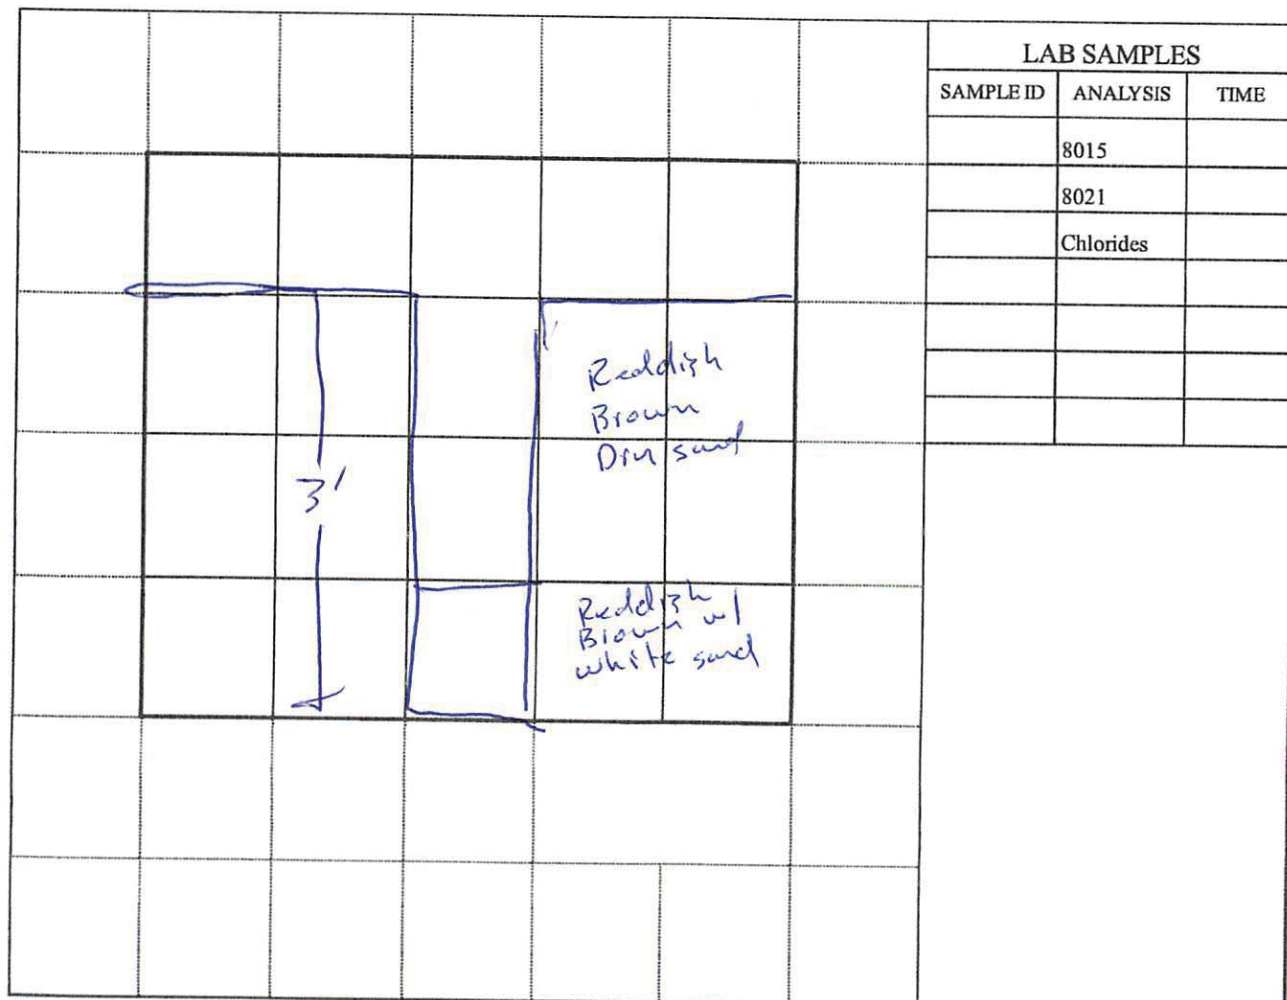 LAB SAMPLES
SAMPLE ID ANALYSIS TIME
8015
8021
Chlorides
3'
Reddish
Brown
Dry sand
Reddish
Brown w/
white sand